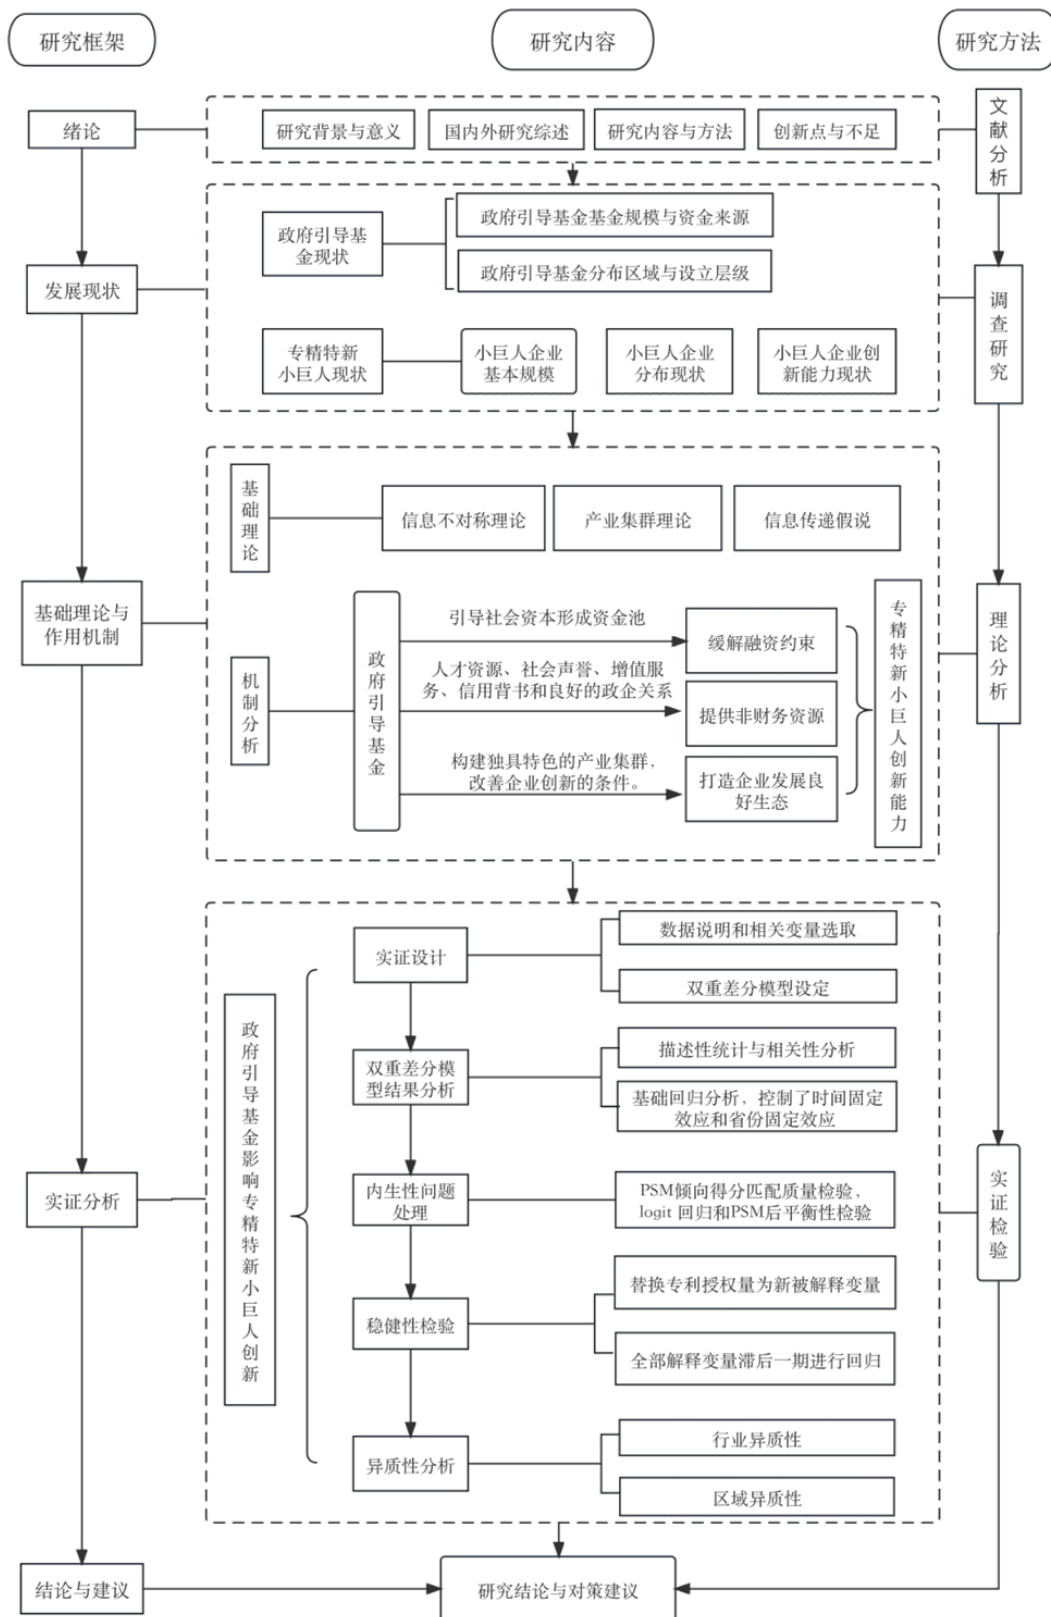 研究框架
研究内容
研究方法
绪论
研究背景与意义
国内外研究综述
研究内容与方法
创新点与不足
文献分析
发展现状
政府引导基
金现状
政府引导基金基金规模与资金来源
政府引导基金分布区域与设立层级
专精特新
小巨人现状
小巨人企业
基本规模
小巨人企业
分布现状
小巨人企业创
新能力现状
调查研究
基础理论与
作用机制
基础理论
信息不对称理论
产业集群理论
信息传递假说
机制分析
政府引导基金
引导社会资本形成资金池
人才资源、社会声誉、增值服
务、信用背书和良好的政企关系
构建独具特色的产业集群，
改善企业创新的条件。
缓解融资约束
提供非财务资源
打造企业发展良
好生态
专精特新小巨人创新能力
理论分析
实证分析
政府引导基金影响专精特新小巨人创新
实证设计
数据说明和相关变量选取
双重差分模型设定
双重差分模
型结果分析
描述性统计与相关性分析
基础回归分析，控制了时间固定
效应和省份固定效应
内生性问题
处理
PSM倾向得分匹配质量检验，
logit 回归和PSM后平衡性检验
稳健性检验
替换专利授权量为新被解释变量
全部解释变量滞后一期进行回归
异质性分析
行业异质性
区域异质性
实证检验
结论与建议
研究结论与对策建议